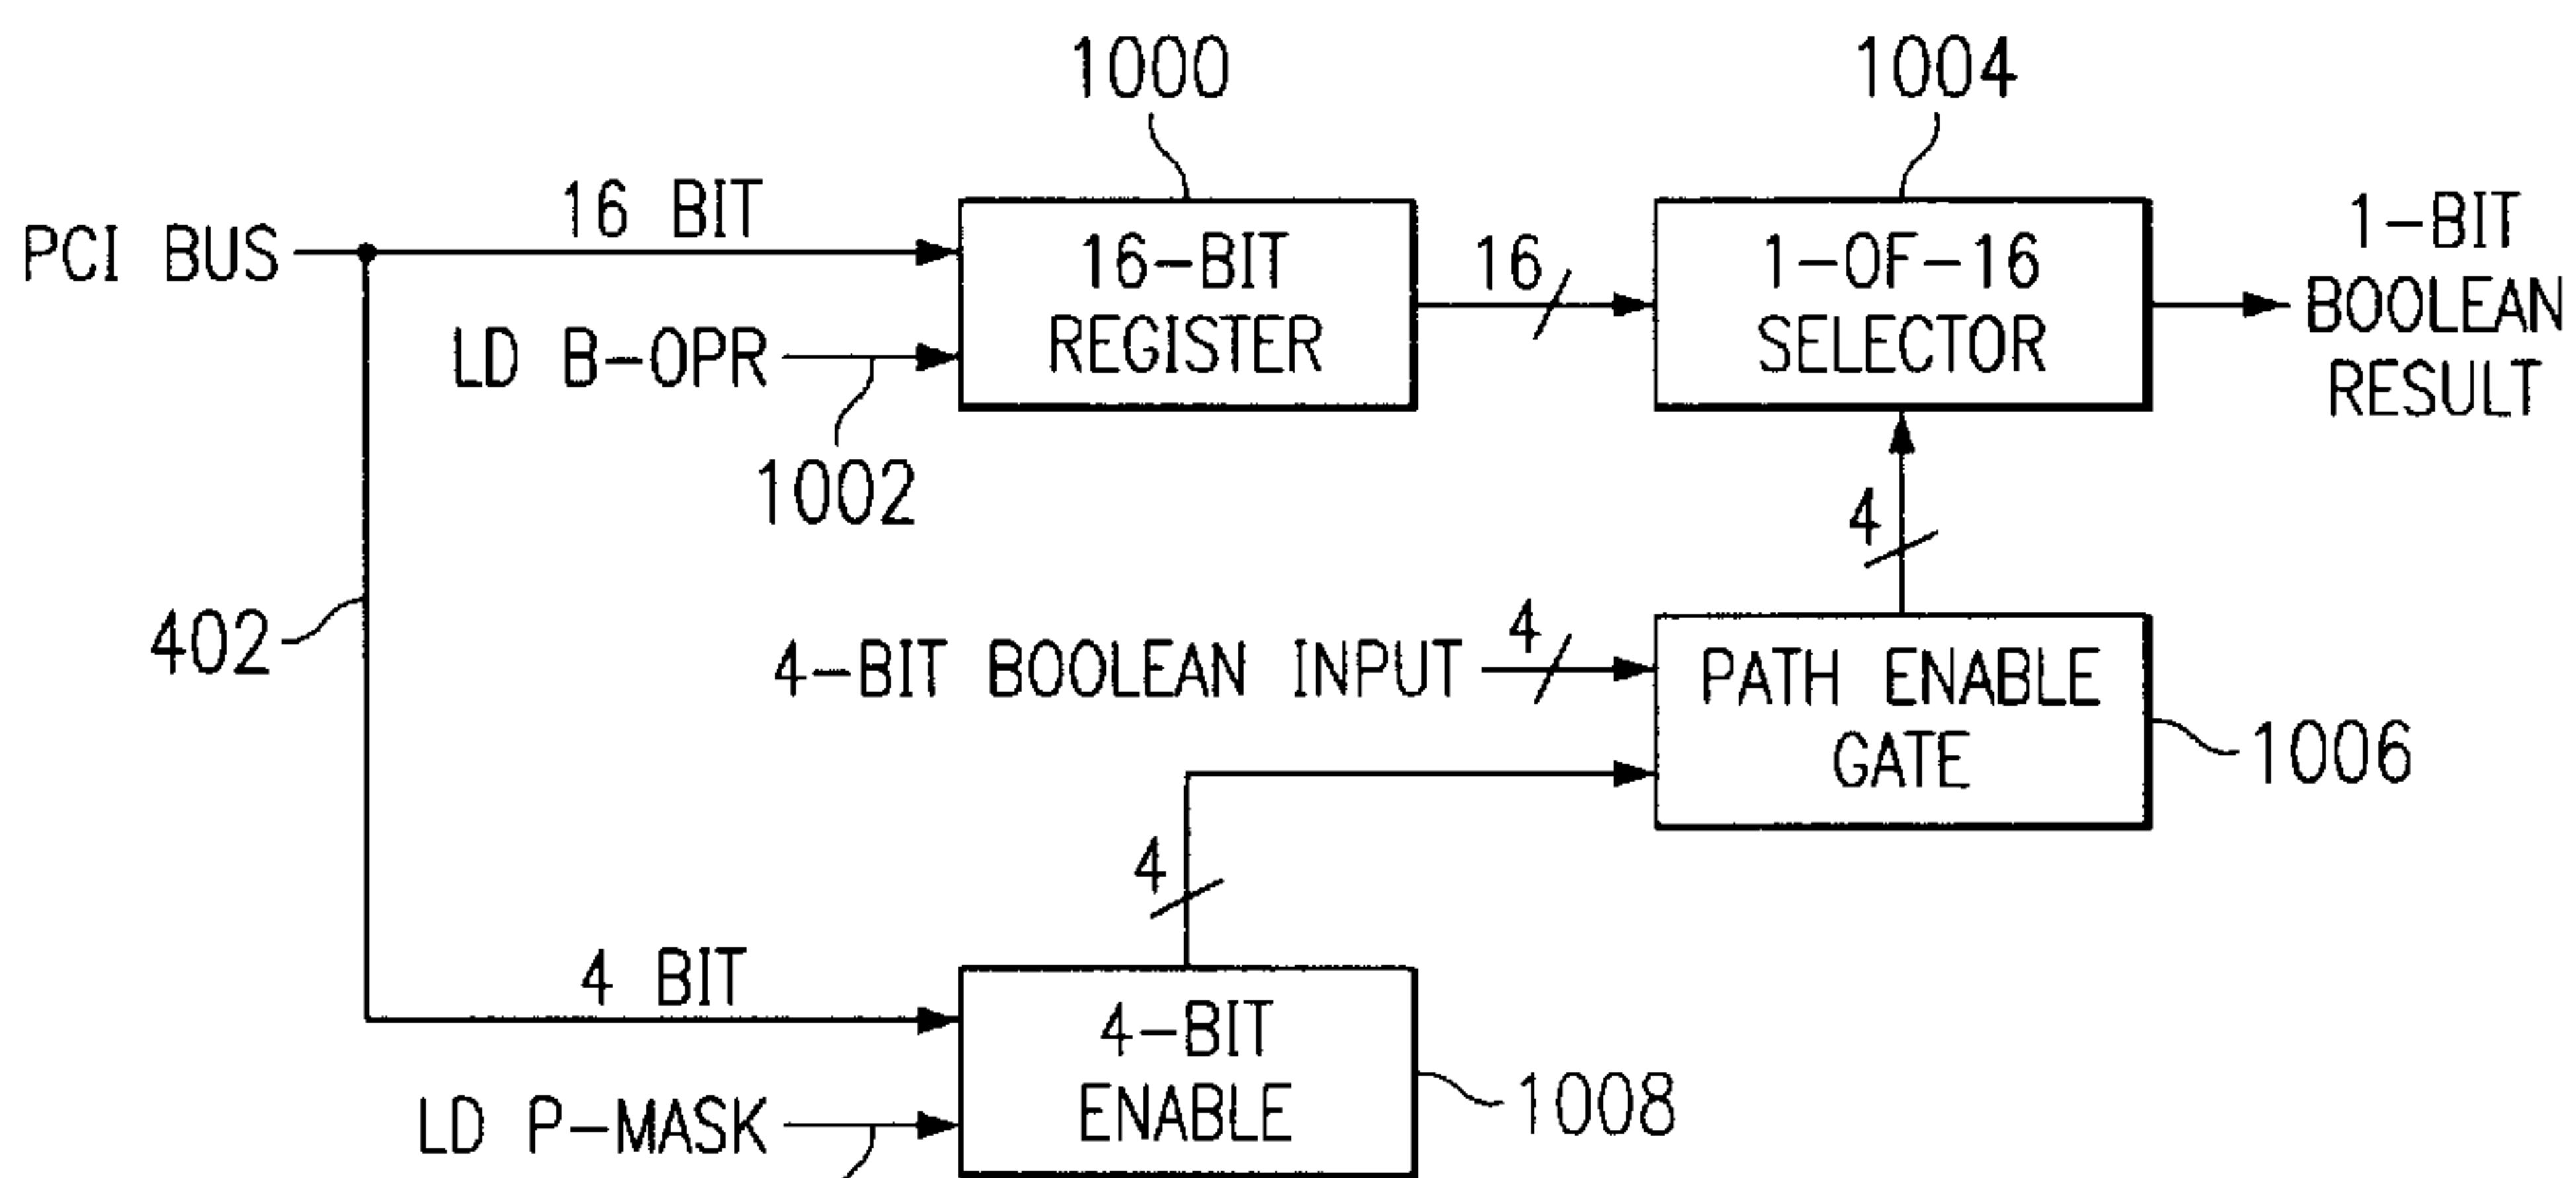 1000
1004
PCI BUS
16 BIT
16-BIT
REGISTER
16
1-OF-16
SELECTOR
1-BIT
BOOLEAN
RESULT
LD B-OPR
1002
4
402
4-BIT BOOLEAN INPUT
4
PATH ENABLE
GATE
1006
4
4 BIT
4-BIT
ENABLE
1008
LD P-MASK